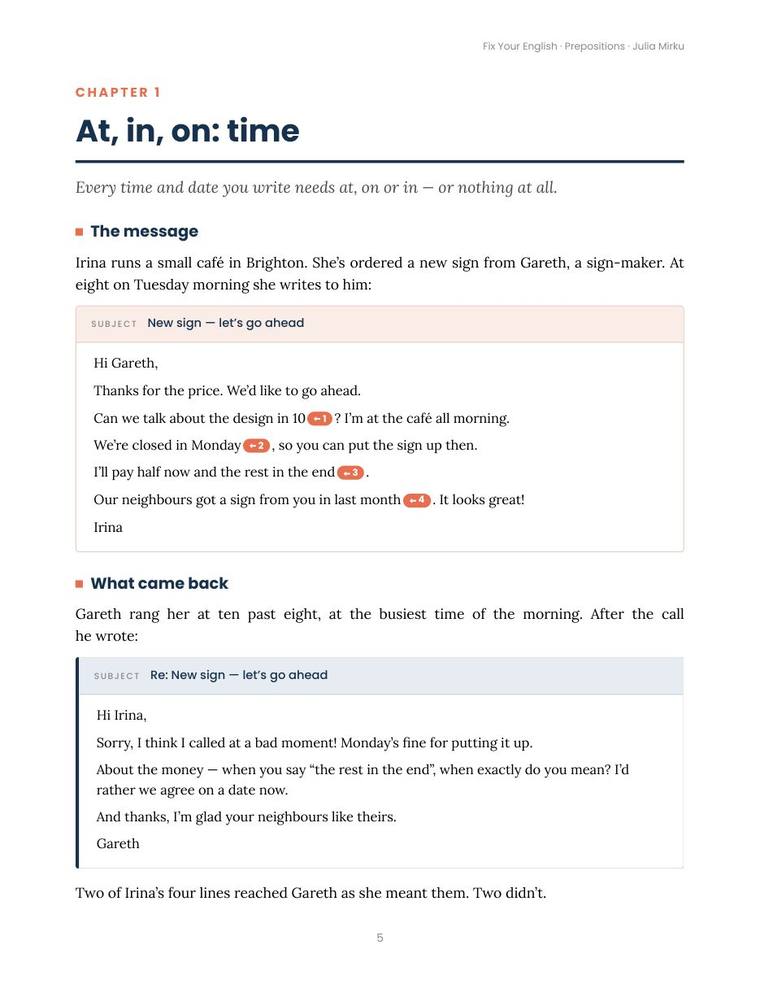 Fix Your English · Prepositions · Julia Mirku
CHAPTER 1
At, in, on: time
Every time and date you write needs at, on or in — or nothing at all.
The message
Irina runs a small café in Brighton. She’s ordered a new sign from Gareth, a sign-maker. At
eight on Tuesday morning she writes to him:
SUBJECT New sign — let’s go ahead
Hi Gareth,
Thanks for the price. We’d like to go ahead.
Can we talk about the design in 10 ←1 ? I’m at the café all morning.
We’re closed in Monday ←2 , so you can put the sign up then.
I’ll pay half now and the rest in the end ←3 .
Our neighbours got a sign from you in last month ←4 . It looks great!
Irina
What came back
Gareth rang her at ten past eight, at the busiest time of the morning. After the call
he wrote:
SUBJECT Re: New sign — let’s go ahead
Hi Irina,
Sorry, I think I called at a bad moment! Monday’s fine for putting it up.
About the money — when you say “the rest in the end”, when exactly do you mean? I’d
rather we agree on a date now.
And thanks, I’m glad your neighbours like theirs.
Gareth
Two of Irina’s four lines reached Gareth as she meant them. Two didn’t.
5